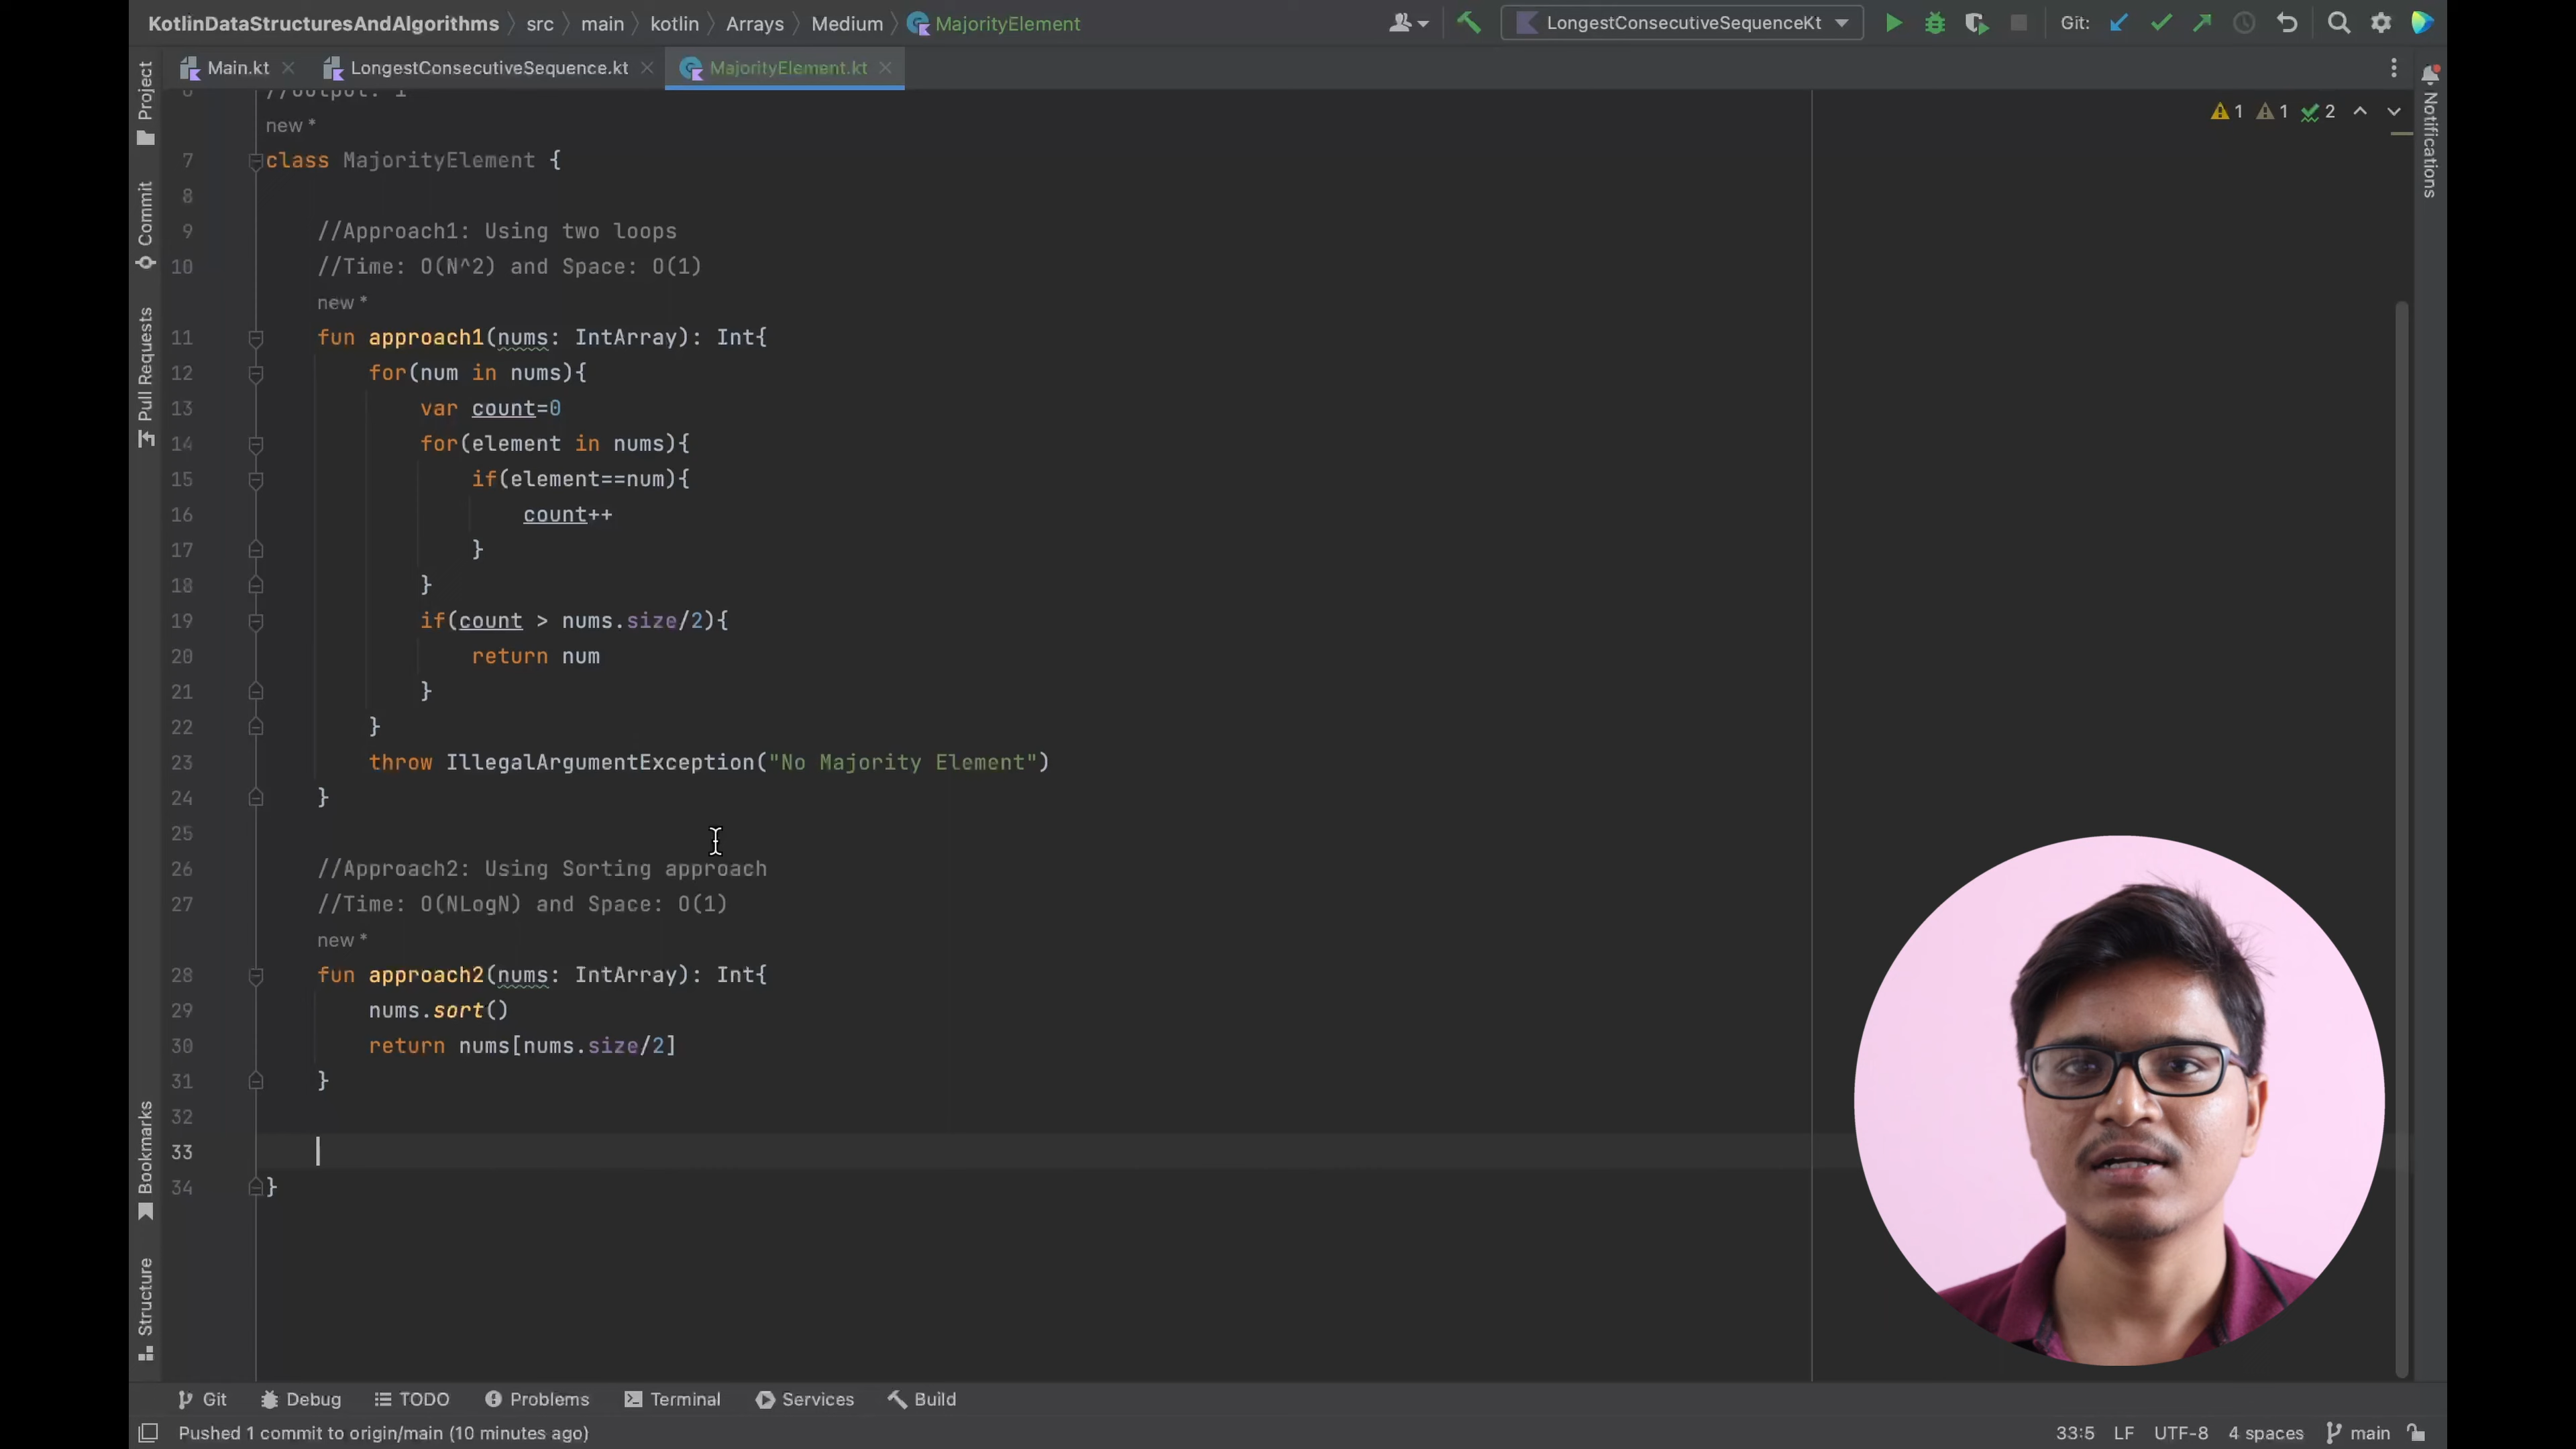 KotlinDataStructuresAndAlgorithms src main kotlin Arrays Medium MajorityElement LongestConsecutiveSequenceKt Git:
Main.kt LongestConsecutiveSequence.kt MajorityElement.kt
Project
Commit
Pull Requests
Bookmarks
Structure
Notifications
1 1 2
6 //output: 1
new *
7 class MajorityElement {
8
9 //Approach1: Using two loops
10 //Time: O(N^2) and Space: O(1)
new *
11 fun approach1(nums: IntArray): Int{
12 for(num in nums){
13 var count=0
14 for(element in nums){
15 if(element==num){
16 count++
17 }
18 }
19 if(count > nums.size/2){
20 return num
21 }
22 }
23 throw IllegalArgumentException("No Majority Element")
24 }
25
26 //Approach2: Using Sorting approach
27 //Time: O(NLogN) and Space: O(1)
new *
28 fun approach2(nums: IntArray): Int{
29 nums.sort()
30 return nums[nums.size/2]
31 }
32
33
34 }
Git Debug TODO Problems Terminal Services Build
Pushed 1 commit to origin/main (10 minutes ago) 33:5 LF UTF-8 4 spaces main